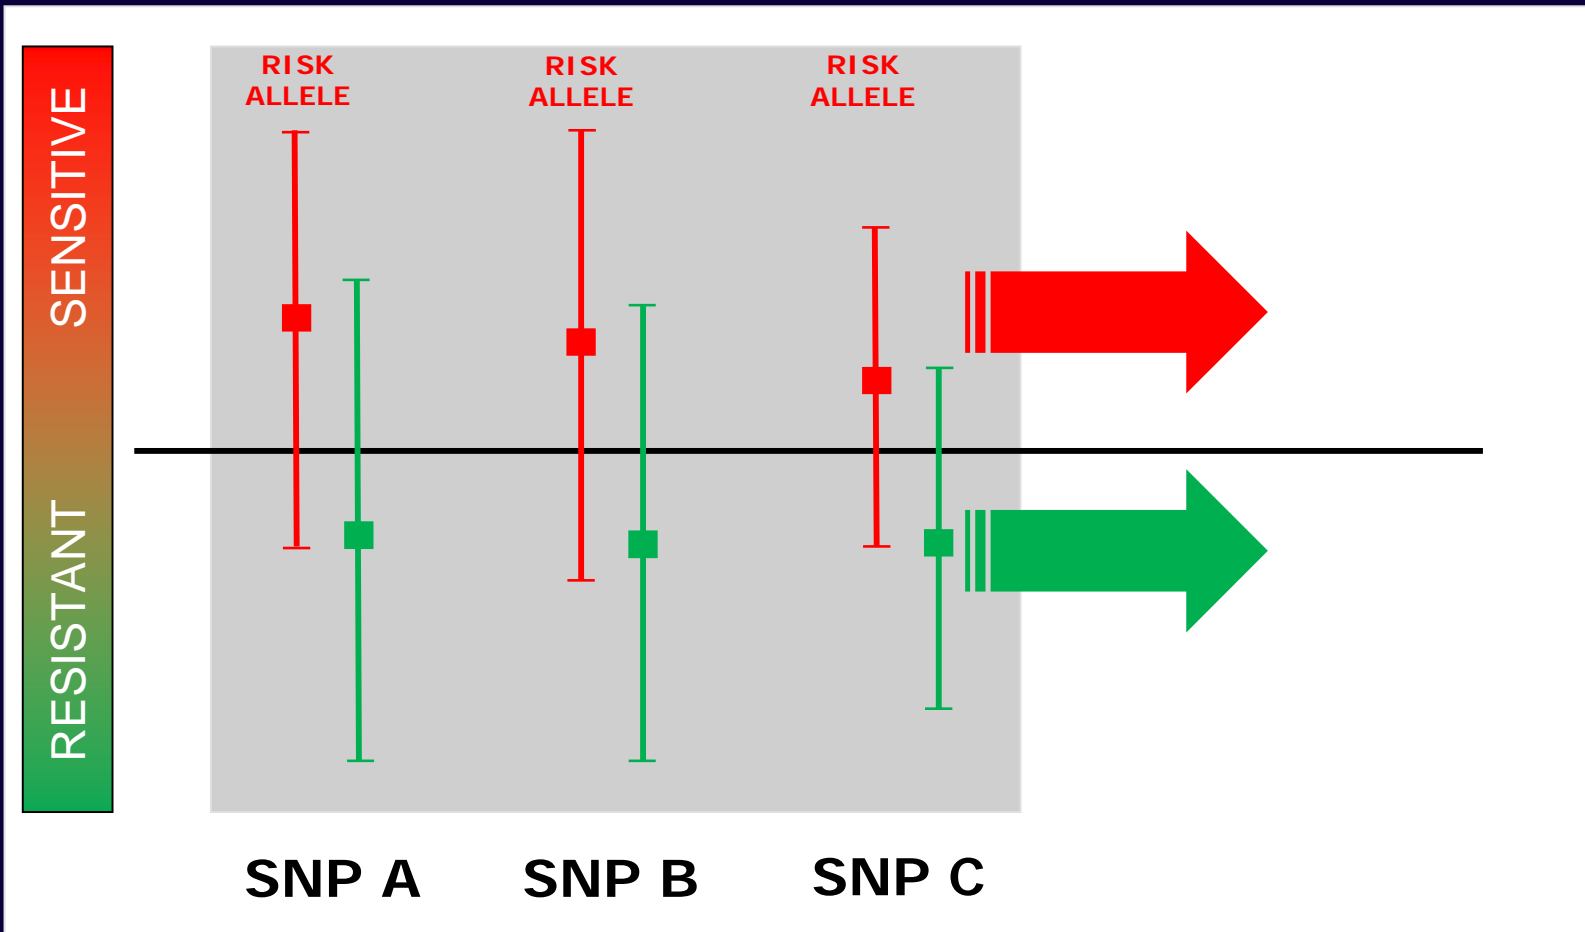 SENSITIVE
RESISTANT
RISK
ALLELE
RISK
ALLELE
RISK
ALLELE
SNP A
SNP B
SNP C